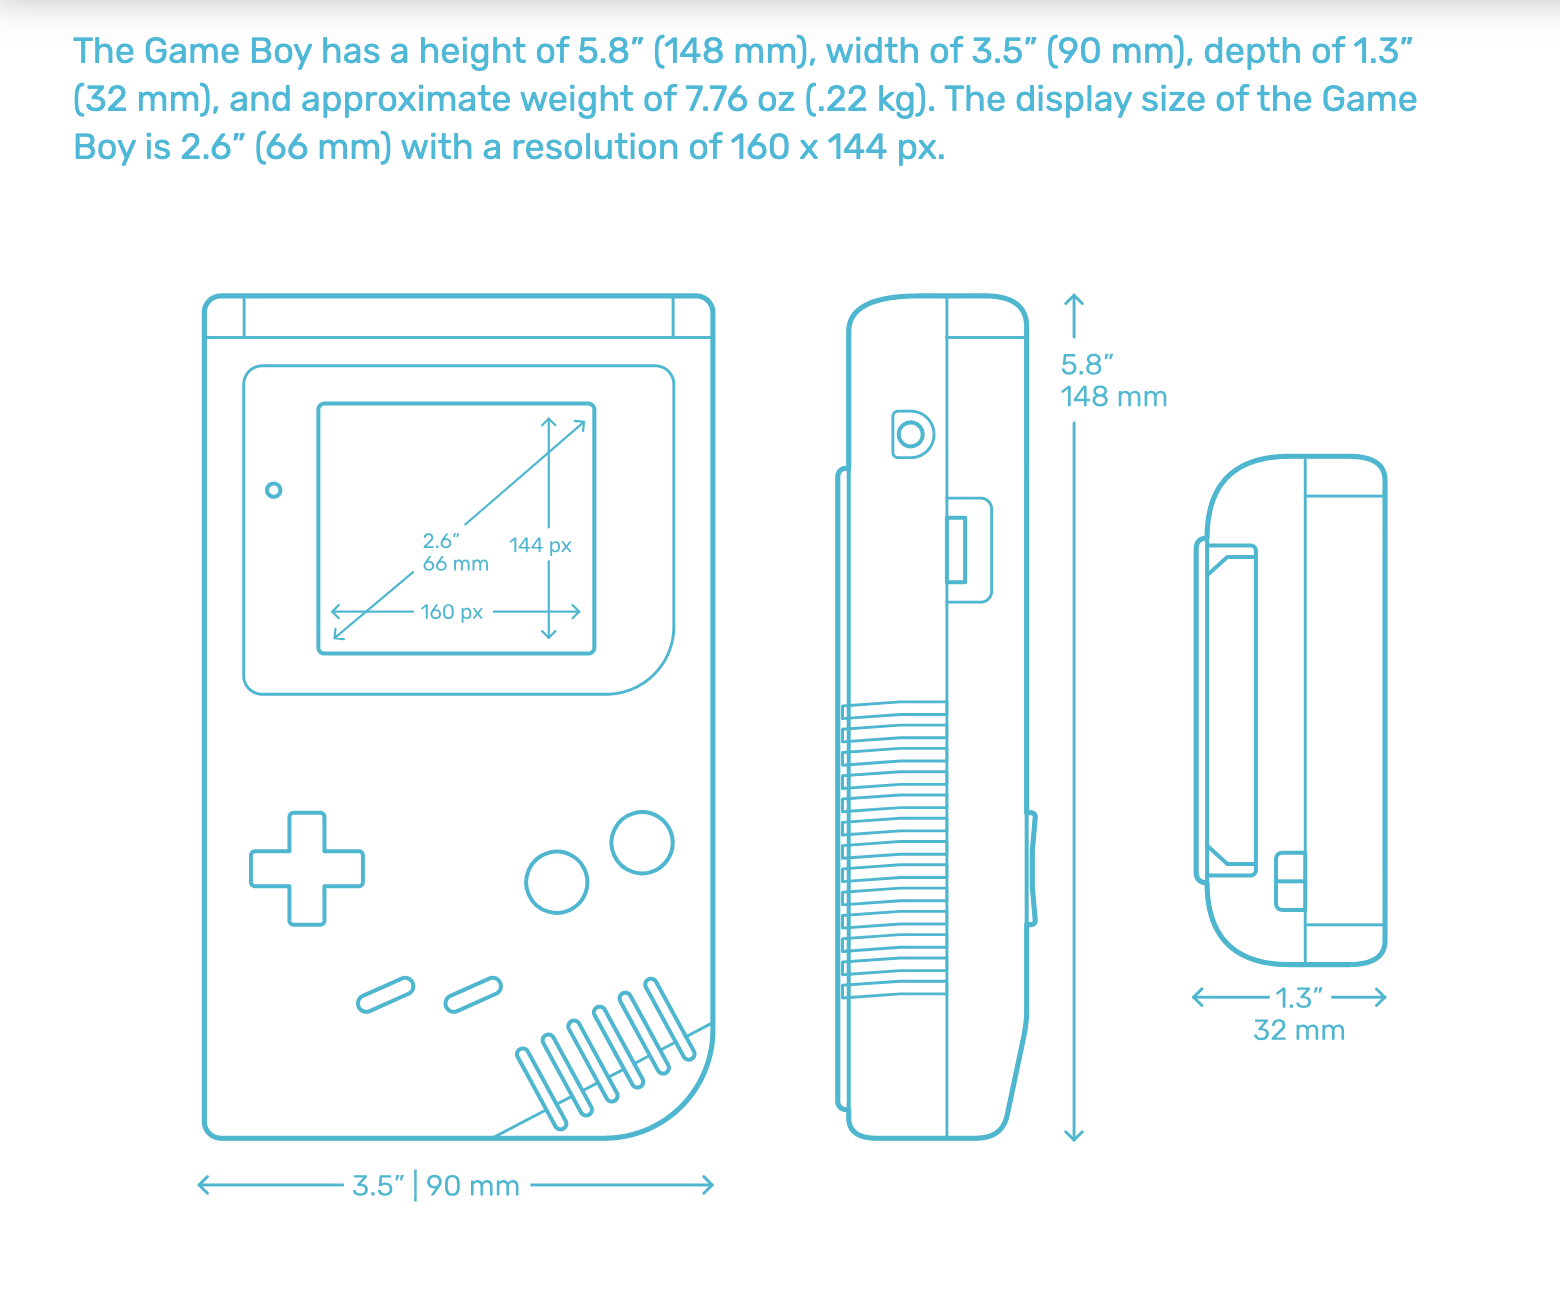 The Game Boy has a height of 5.8” (148 mm), width of 3.5” (90 mm), depth of 1.3”
(32 mm), and approximate weight of 7.76 oz (.22 kg). The display size of the Game
Boy is 2.6” (66 mm) with a resolution of 160 x 144 px.
2.6”
66 mm
144 px
160 px
3.5” | 90 mm
5.8”
148 mm
1.3”
32 mm